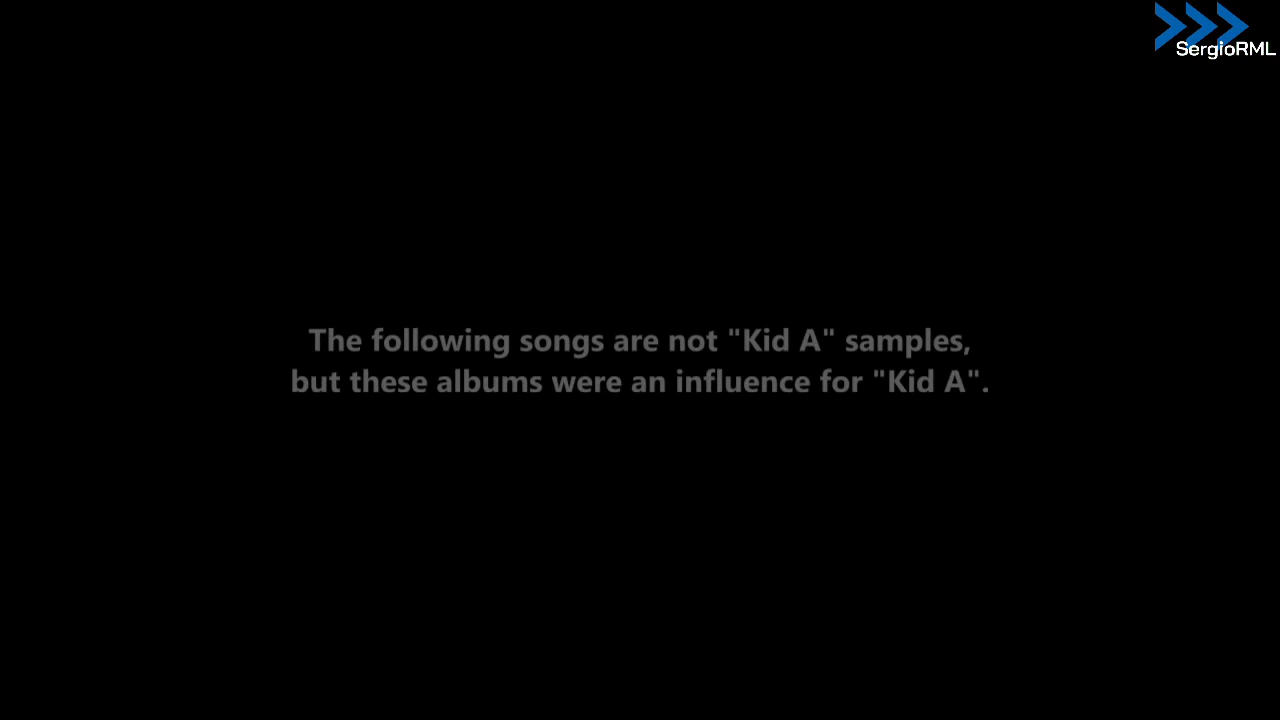 SergioRML
The following songs are not "Kid A" samples,
but these albums were an influence for "Kid A".